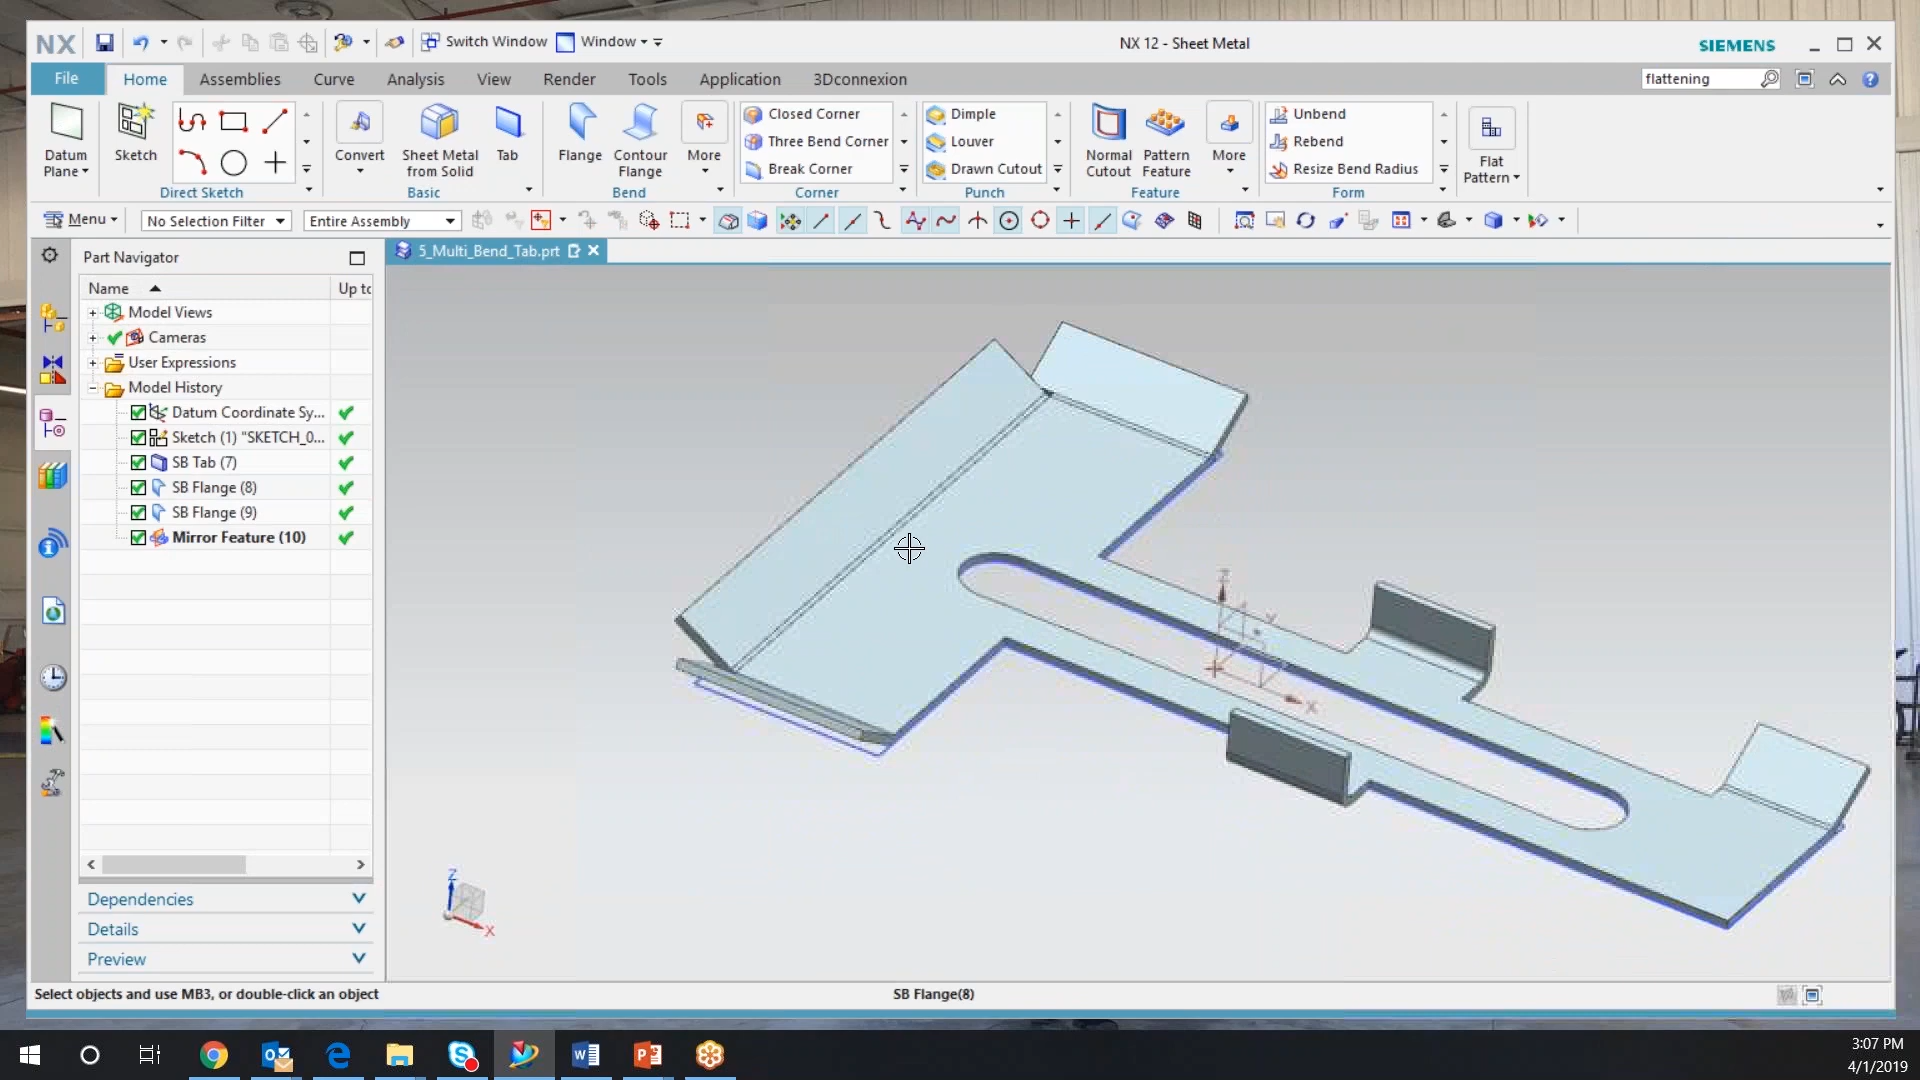 NX
Switch Window
Window
NX 12 - Sheet Metal
SIEMENS
File
Home
Assemblies
Curve
Analysis
View
Render
Tools
Application
3Dconnexion
flattening
Datum
Plane
Sketch
Direct Sketch
Convert
Sheet Metal
from Solid
Tab
Basic
Flange
Contour
Flange
More
Bend
Closed Corner
Three Bend Corner
Break Corner
Corner
Dimple
Louver
Drawn Cutout
Punch
Normal
Cutout
Pattern
Feature
More
Feature
Unbend
Rebend
Resize Bend Radius
Form
Flat
Pattern
Menu
No Selection Filter
Entire Assembly
Part Navigator
5_Multi_Bend_Tab.prt
Name
Up to
Model Views
Cameras
User Expressions
Model History
Datum Coordinate Sy...
Sketch (1) "SKETCH_0...
SB Tab (7)
SB Flange (8)
SB Flange (9)
Mirror Feature (10)
Z
Y
X
Z
X
Dependencies
Details
Preview
Select objects and use MB3, or double-click an object
SB Flange(8)
3:07 PM
4/1/2019